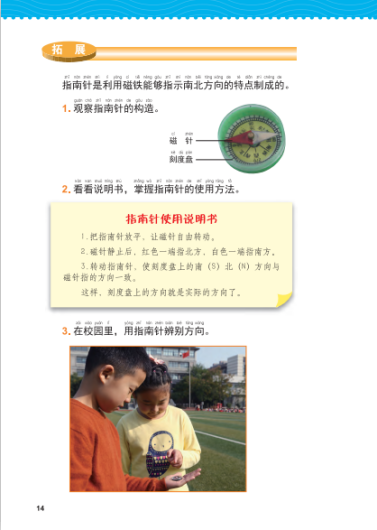 拓 展
指南针是利用磁铁能够指示南北方向的特点制成的。
1. 观察指南针的构造。
磁 针
刻度盘
2. 看看说明书，掌握指南针的使用方法。
指南针使用说明书
1.把指南针放平，让磁针自由转动。
2.磁针静止后，红色一端指北方，白色一端指南方。
3.转动指南针，使刻度盘上的南（S）北（N）方向与
磁针指的方向一致。
这样，刻度盘上的方向就是实际的方向了。
3. 在校园里，用指南针辨别方向。
14